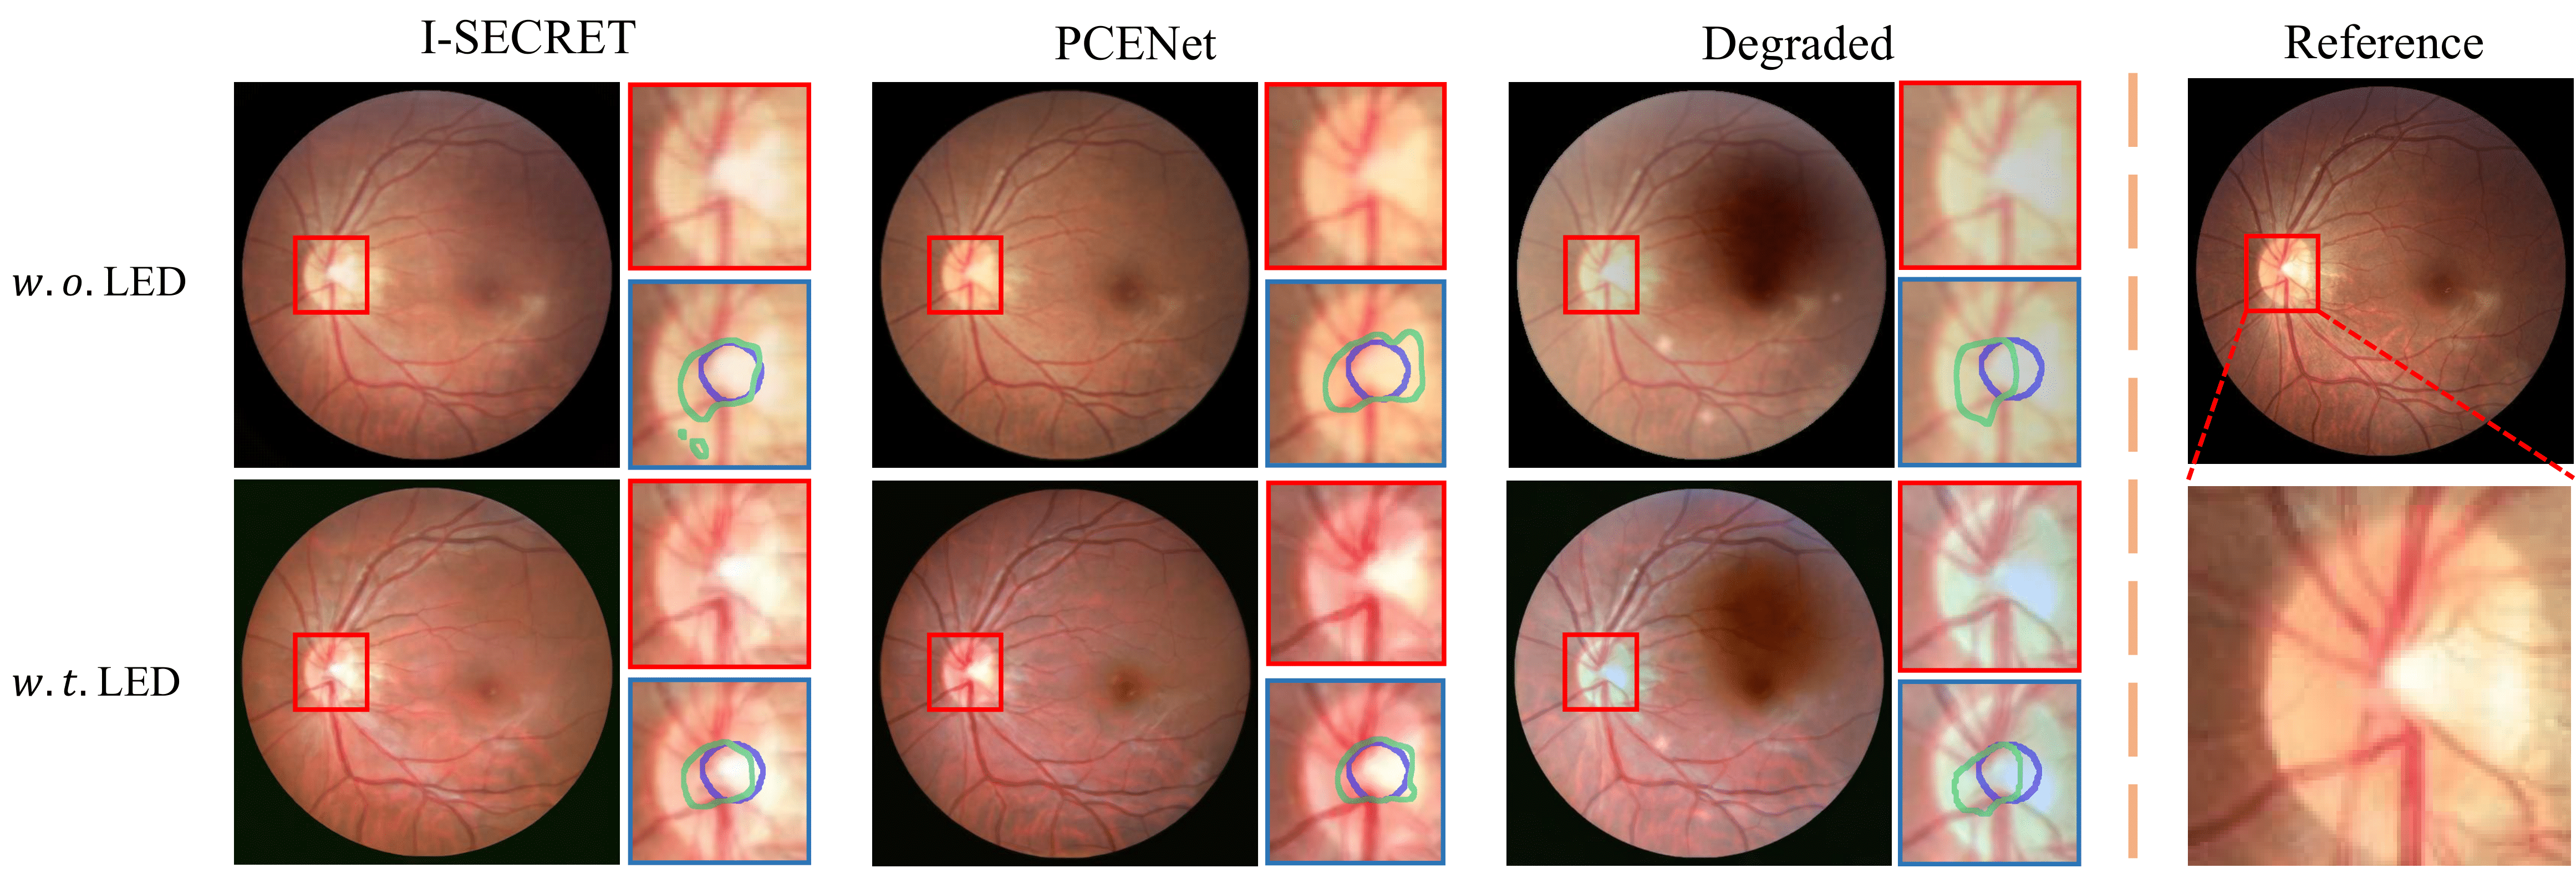 I-SECRET
PCENet
Degraded
Reference
w.o. LED
w.t. LED